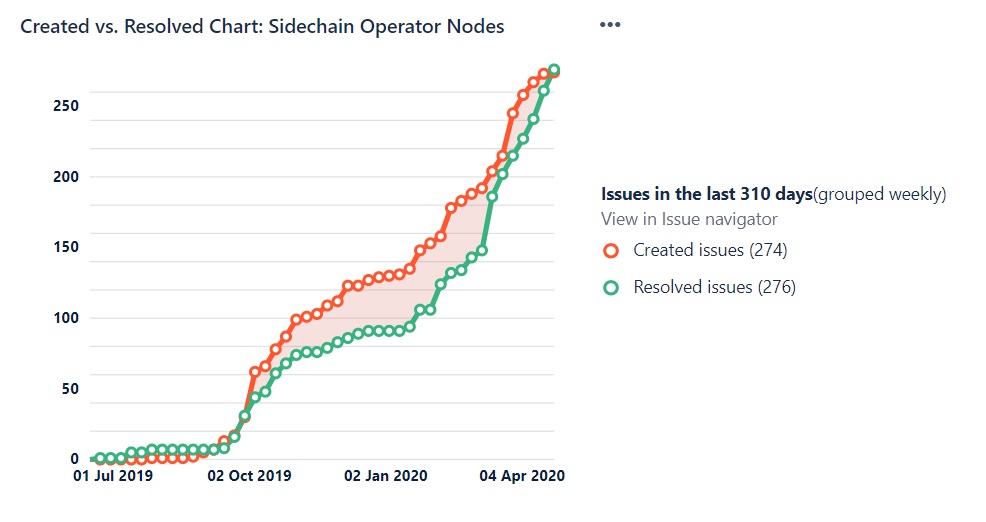 Created vs. Resolved Chart: Sidechain Operator Nodes
•••
250
200
150
100
50
0
01 Jul 2019 02 Oct 2019 02 Jan 2020 04 Apr 2020
Issues in the last 310 days(grouped weekly)
View in Issue navigator
Created issues (274)
Resolved issues (276)